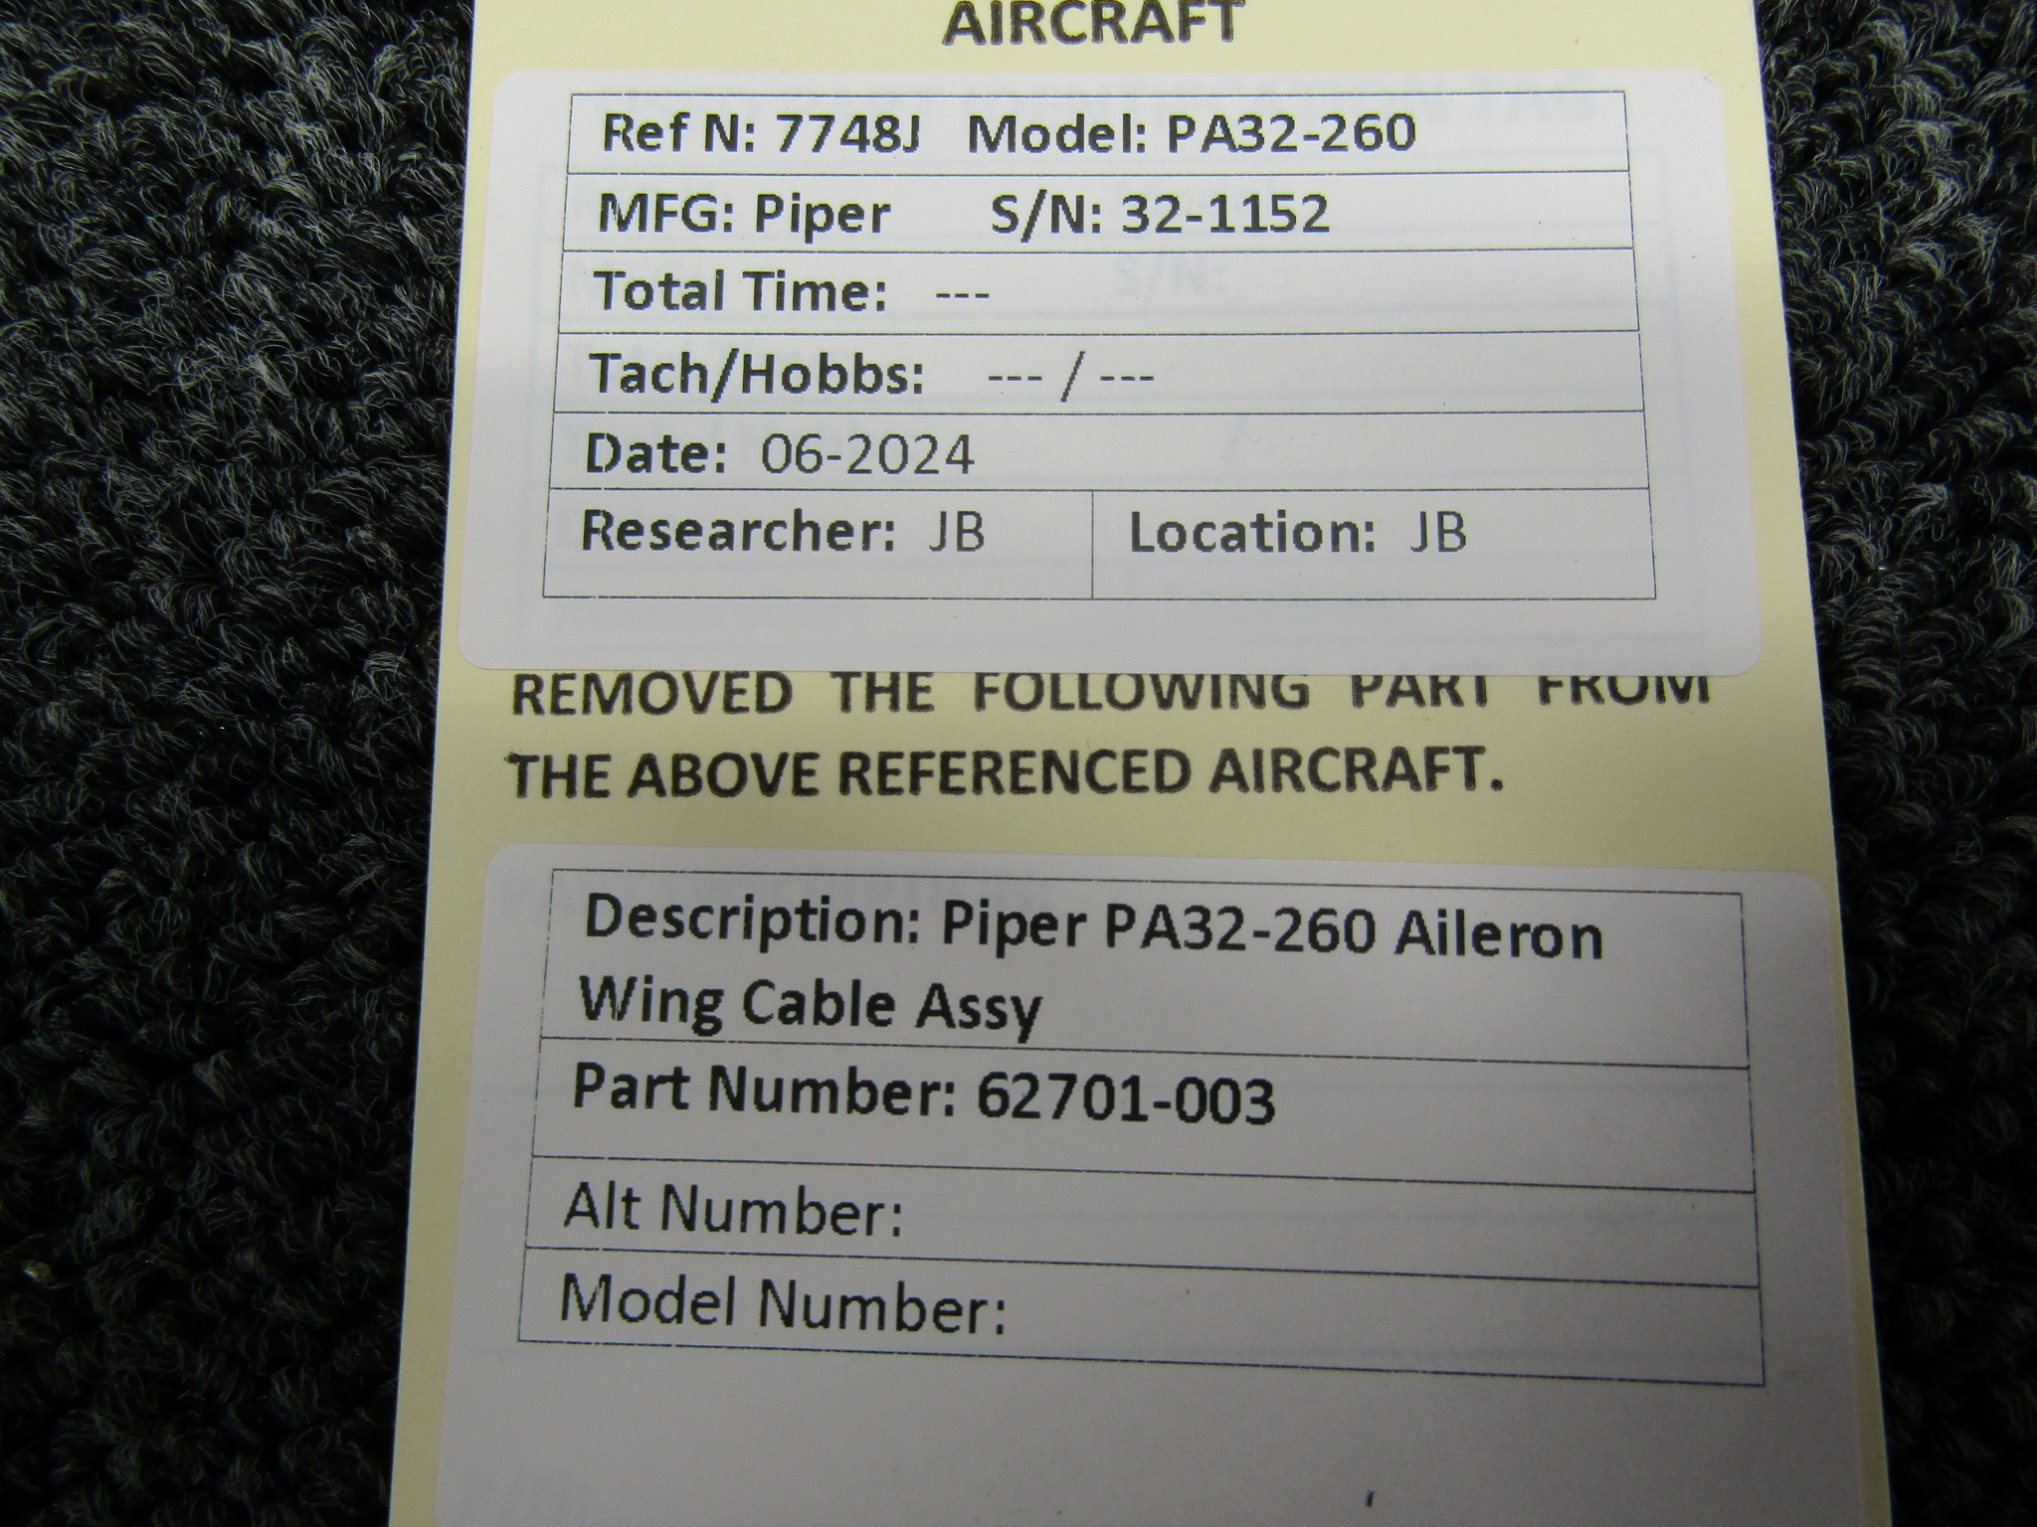 AIRCRAFT
Ref N: 7748J Model: PA32-260
MFG: Piper S/N: 32-1152
Total Time: ---
Tach/Hobbs: --- / ---
Date: 06-2024
Researcher: JB Location: JB
REMOVED THE FOLLOWING PART FROM
THE ABOVE REFERENCED AIRCRAFT.
Description: Piper PA32-260 Aileron
Wing Cable Assy
Part Number: 62701-003
Alt Number:
Model Number: